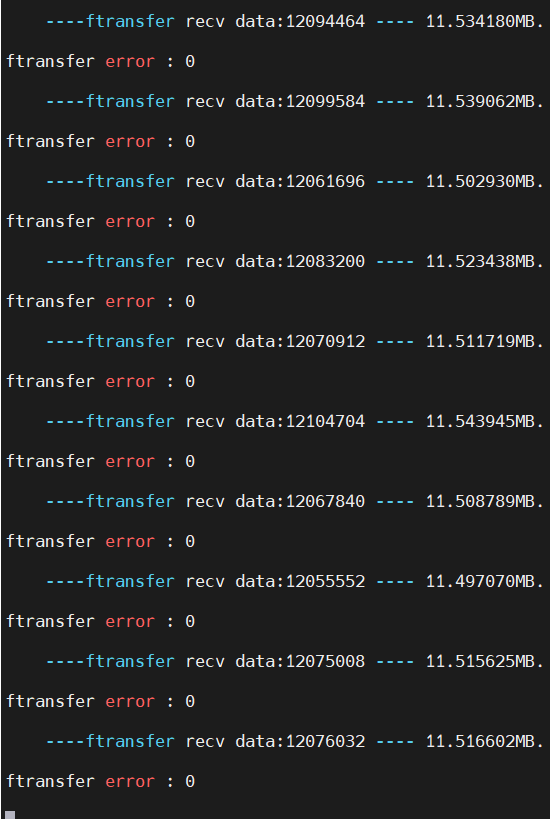 ----ftransfer recv data:12094464 ---- 11.534180MB.
ftransfer error : 0
----ftransfer recv data:12099584 ---- 11.539062MB.
ftransfer error : 0
----ftransfer recv data:12061696 ---- 11.502930MB.
ftransfer error : 0
----ftransfer recv data:12083200 ---- 11.523438MB.
ftransfer error : 0
----ftransfer recv data:12070912 ---- 11.511719MB.
ftransfer error : 0
----ftransfer recv data:12104704 ---- 11.543945MB.
ftransfer error : 0
----ftransfer recv data:12067840 ---- 11.508789MB.
ftransfer error : 0
----ftransfer recv data:12055552 ---- 11.497070MB.
ftransfer error : 0
----ftransfer recv data:12075008 ---- 11.515625MB.
ftransfer error : 0
----ftransfer recv data:12076032 ---- 11.516602MB.
ftransfer error : 0